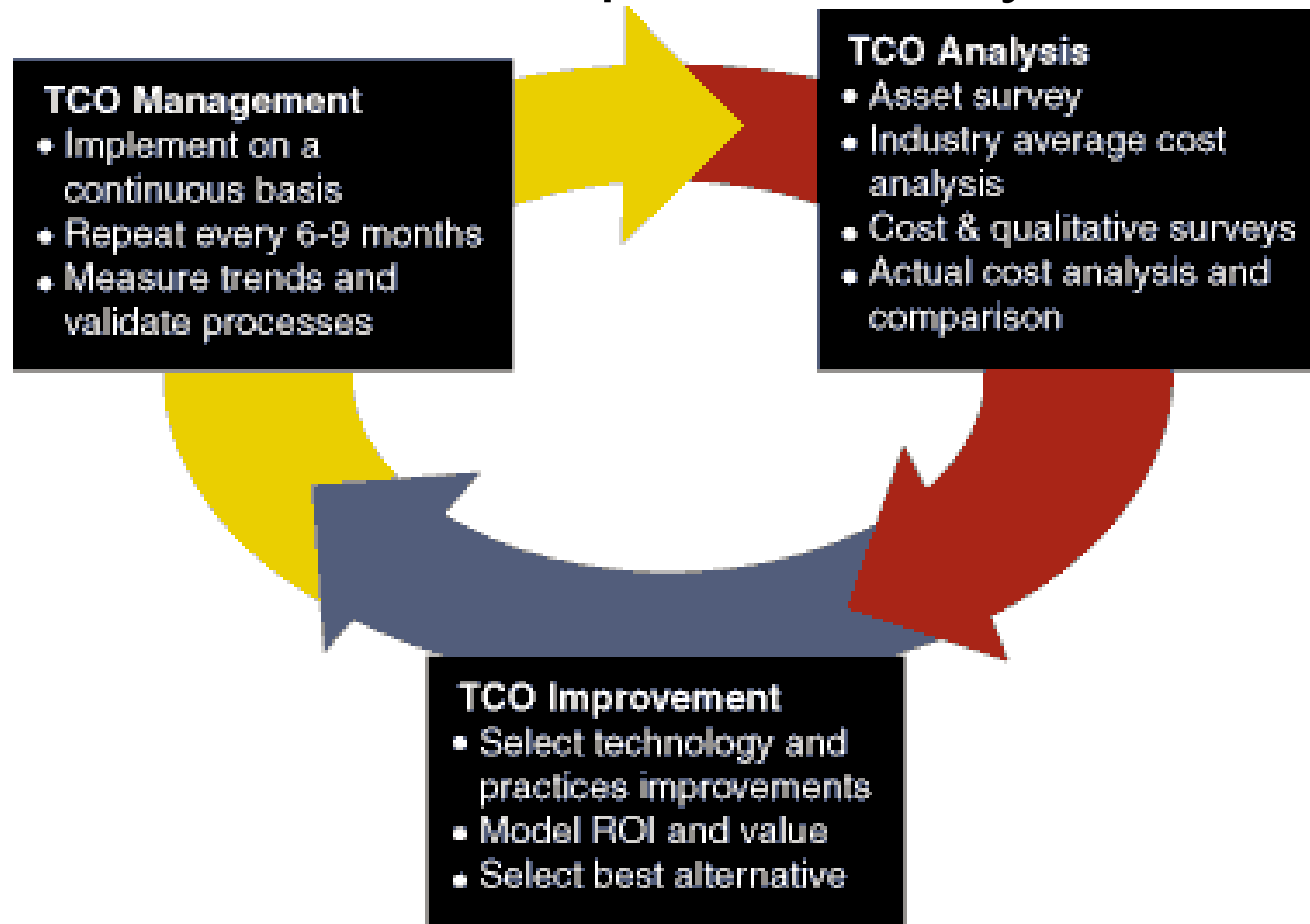 TCO Management
• Implement on a
continuous basis
• Repeat every 6-9 months
• Measure trends and
validate processes
TCO Analysis
• Asset survey
• Industry average cost
analysis
• Cost & qualitative surveys
• Actual cost analysis and
comparison
TCO Improvement
• Select technology and
practices improvements
• Model ROI and value
• Select best alternative